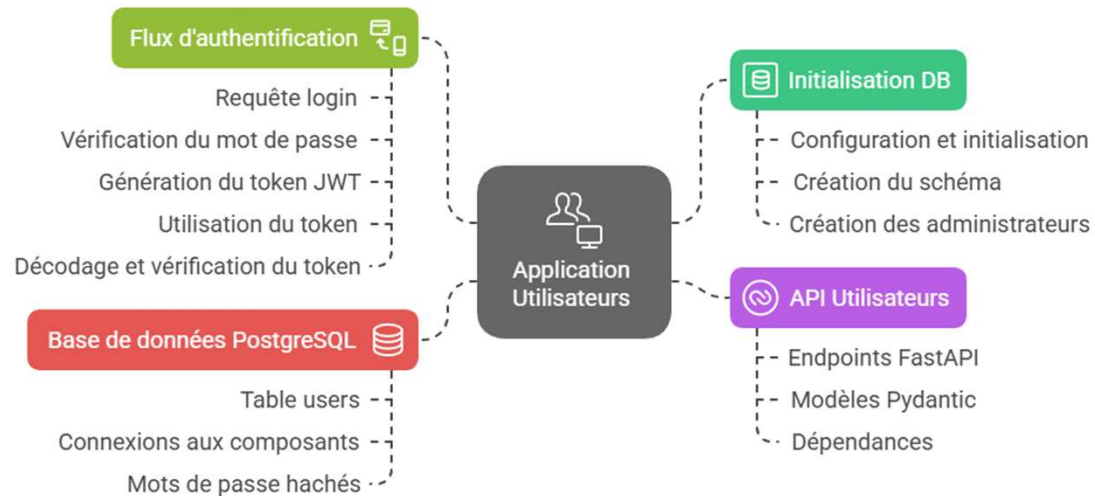 Flux d'authentification
Requête login
Vérification du mot de passe
Génération du token JWT
Utilisation du token
Décodage et vérification du token
Base de données PostgreSQL
Table users
Connexions aux composants
Mots de passe hachés
Application
Utilisateurs
Initialisation DB
Configuration et initialisation
Création du schéma
Création des administrateurs
API Utilisateurs
Endpoints FastAPI
Modèles Pydantic
Dépendances